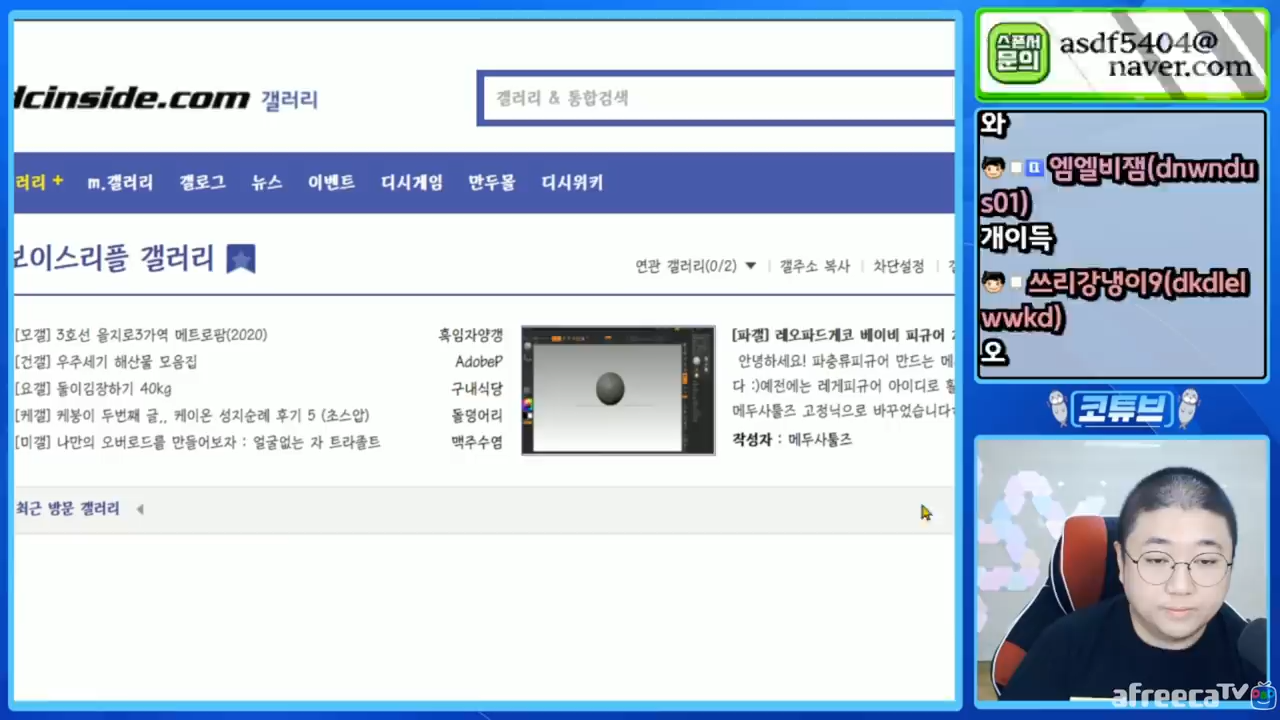 dcinside.com 갤러리
갤러리 & 통합검색
러리 + m.갤러리 갤로그 뉴스 이벤트 디시게임 만두몰 디시위키
보이스리플 갤러리
연관 갤러리(0/2) 갤주소 복사 차단설정
[모갤] 3호선 을지로3가역 메트로팜(2020) 흑임자양갱
[건갤] 우주세기 해산물 모음집 AdobeP
[요갤] 돌이김장하기 40kg 구내식당
[케갤] 케붕이 두번째 글,, 케이온 성지순례 후기 5 (초스압) 돌덩어리
[미갤] 나만의 오버로드를 만들어보자 : 얼굴없는 자 트라졸트 맥주수염
[파갤] 레오파드게코 베이비 피규어
안녕하세요! 파충류피규어 만드는 메
다 :)예전에는 레게피규어 아이디로 활
메두사툴즈 고정닉으로 바꾸었습니다
작성자 : 메두사툴즈
최근 방문 갤러리
스폰서
문의
asdf5404@
naver.com
와
엠엘비잼(dnwndu
s01)
개이득
쓰리강냉이9(dkdlel
wwkd)
오
코튜브
afreecaTV